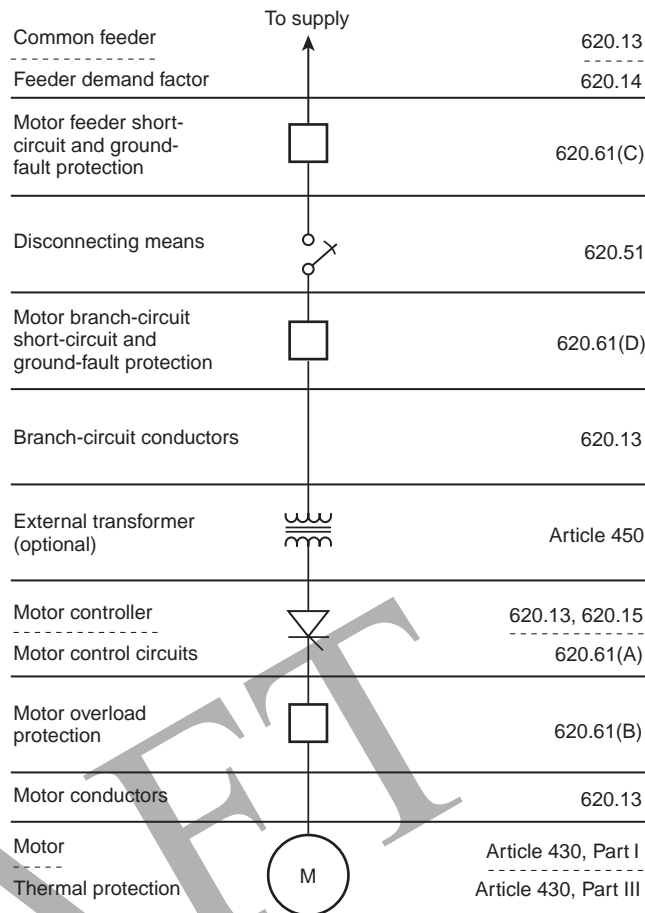 To supply
Common feeder 620.13
Feeder demand factor 620.14
Motor feeder short-
circuit and ground-
fault protection
620.61(C)
Disconnecting means 620.51
Motor branch-circuit
short-circuit and
ground-fault protection
620.61(D)
Branch-circuit conductors 620.13
External transformer
(optional)
Article 450
Motor controller 620.13, 620.15
Motor control circuits 620.61(A)
Motor overload
protection
620.61(B)
Motor conductors 620.13
Motor Article 430, Part I
M
Thermal protection Article 430, Part III